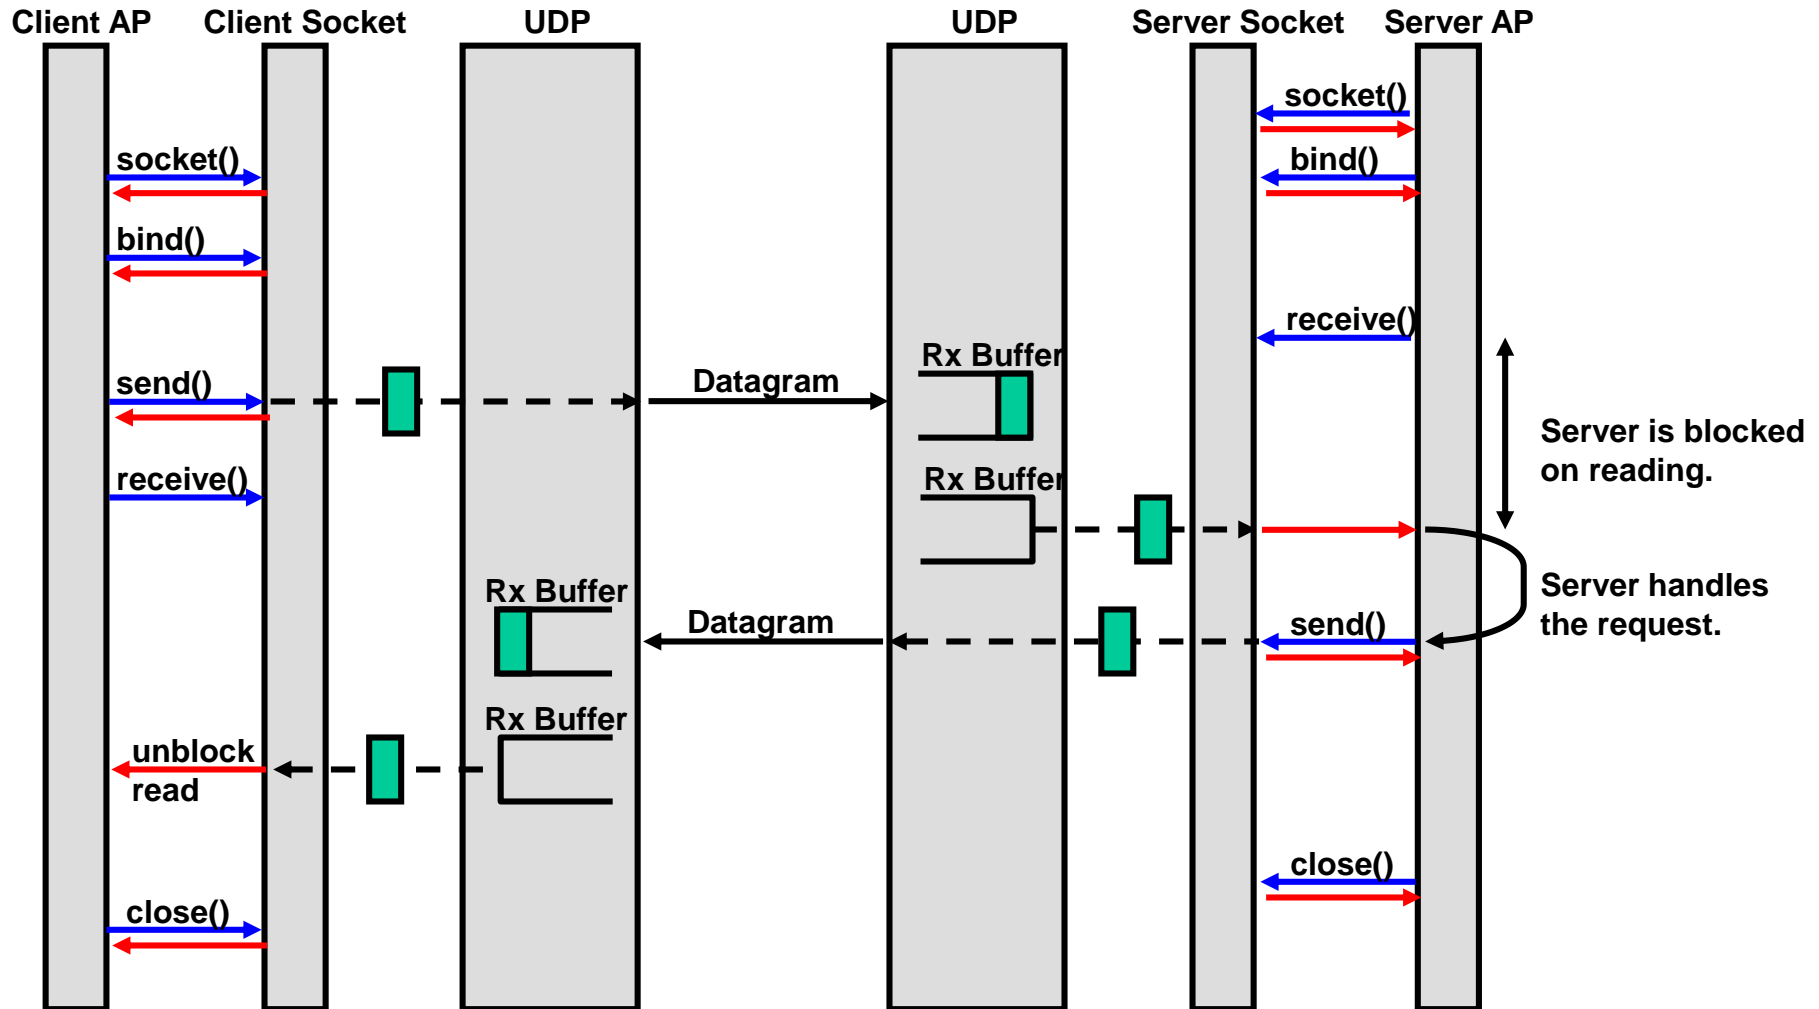 Client AP
Client Socket
UDP
UDP
Server Socket
Server AP
socket()
socket()
bind()
bind()
receive()
Rx Buffer
send()
Datagram
Server is blocked
on reading.
receive()
Rx Buffer
Rx Buffer
Server handles
the request.
Datagram
send()
Rx Buffer
unblock
read
close()
close()